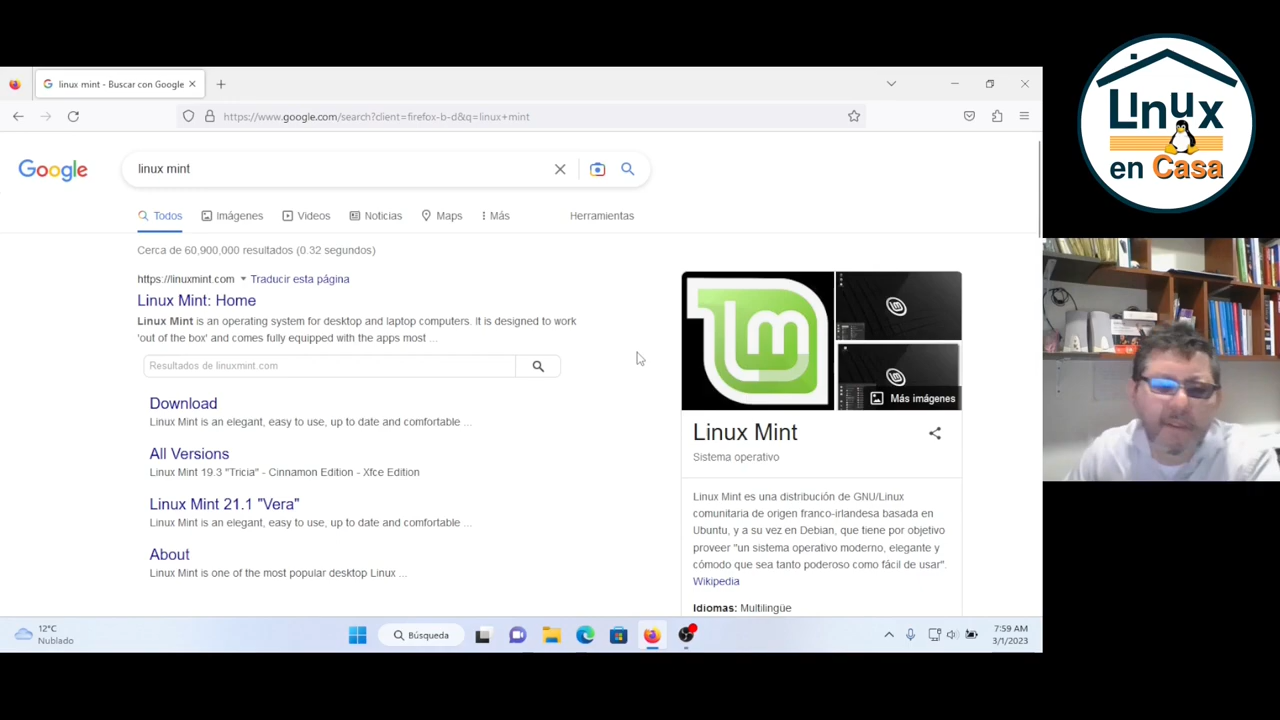 linux mint - Buscar con Google
https://www.google.com/search?client=firefox-b-d&q=linux+mint
Google
linux mint
Todos
Imágenes
Videos
Noticias
Maps
Más
Herramientas
Cerca de 60,900,000 resultados (0.32 segundos)
https://linuxmint.com
Traducir esta página
Linux Mint: Home
Linux Mint is an operating system for desktop and laptop computers. It is designed to work
'out of the box' and comes fully equipped with the apps most ...
Resultados de linuxmint.com
Download
Linux Mint is an elegant, easy to use, up to date and comfortable ...
All Versions
Linux Mint 19.3 "Tricia" - Cinnamon Edition - Xfce Edition
Linux Mint 21.1 "Vera"
Linux Mint is an elegant, easy to use, up to date and comfortable ...
About
Linux Mint is one of the most popular desktop Linux ...
Más imágenes
Linux Mint
Sistema operativo
Linux Mint es una distribución de GNU/Linux
comunitaria de origen franco-irlandesa basada en
Ubuntu, y a su vez en Debian, que tiene por objetivo
proveer "un sistema operativo moderno, elegante y
cómodo que sea tanto poderoso como fácil de usar".
Wikipedia
Idiomas: Multilingüe
12°C
Nublado
Búsqueda
7:59 AM
3/1/2023
Linux
en Casa